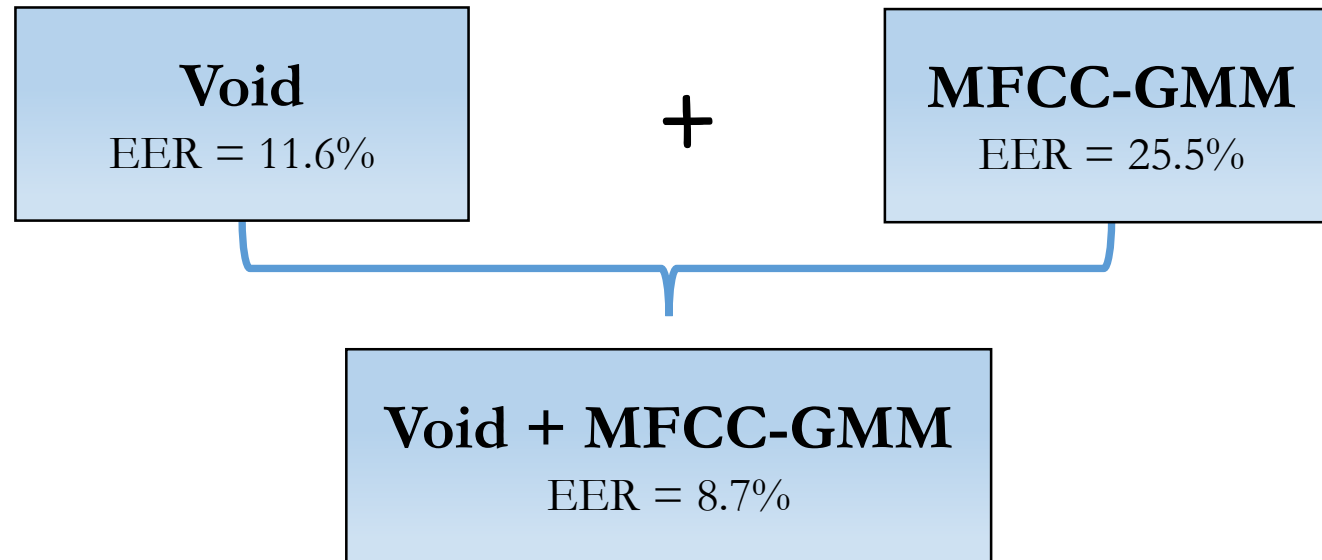 Void
EER = 11.6%
+
MFCC-GMM
EER = 25.5%
Void + MFCC-GMM
EER = 8.7%